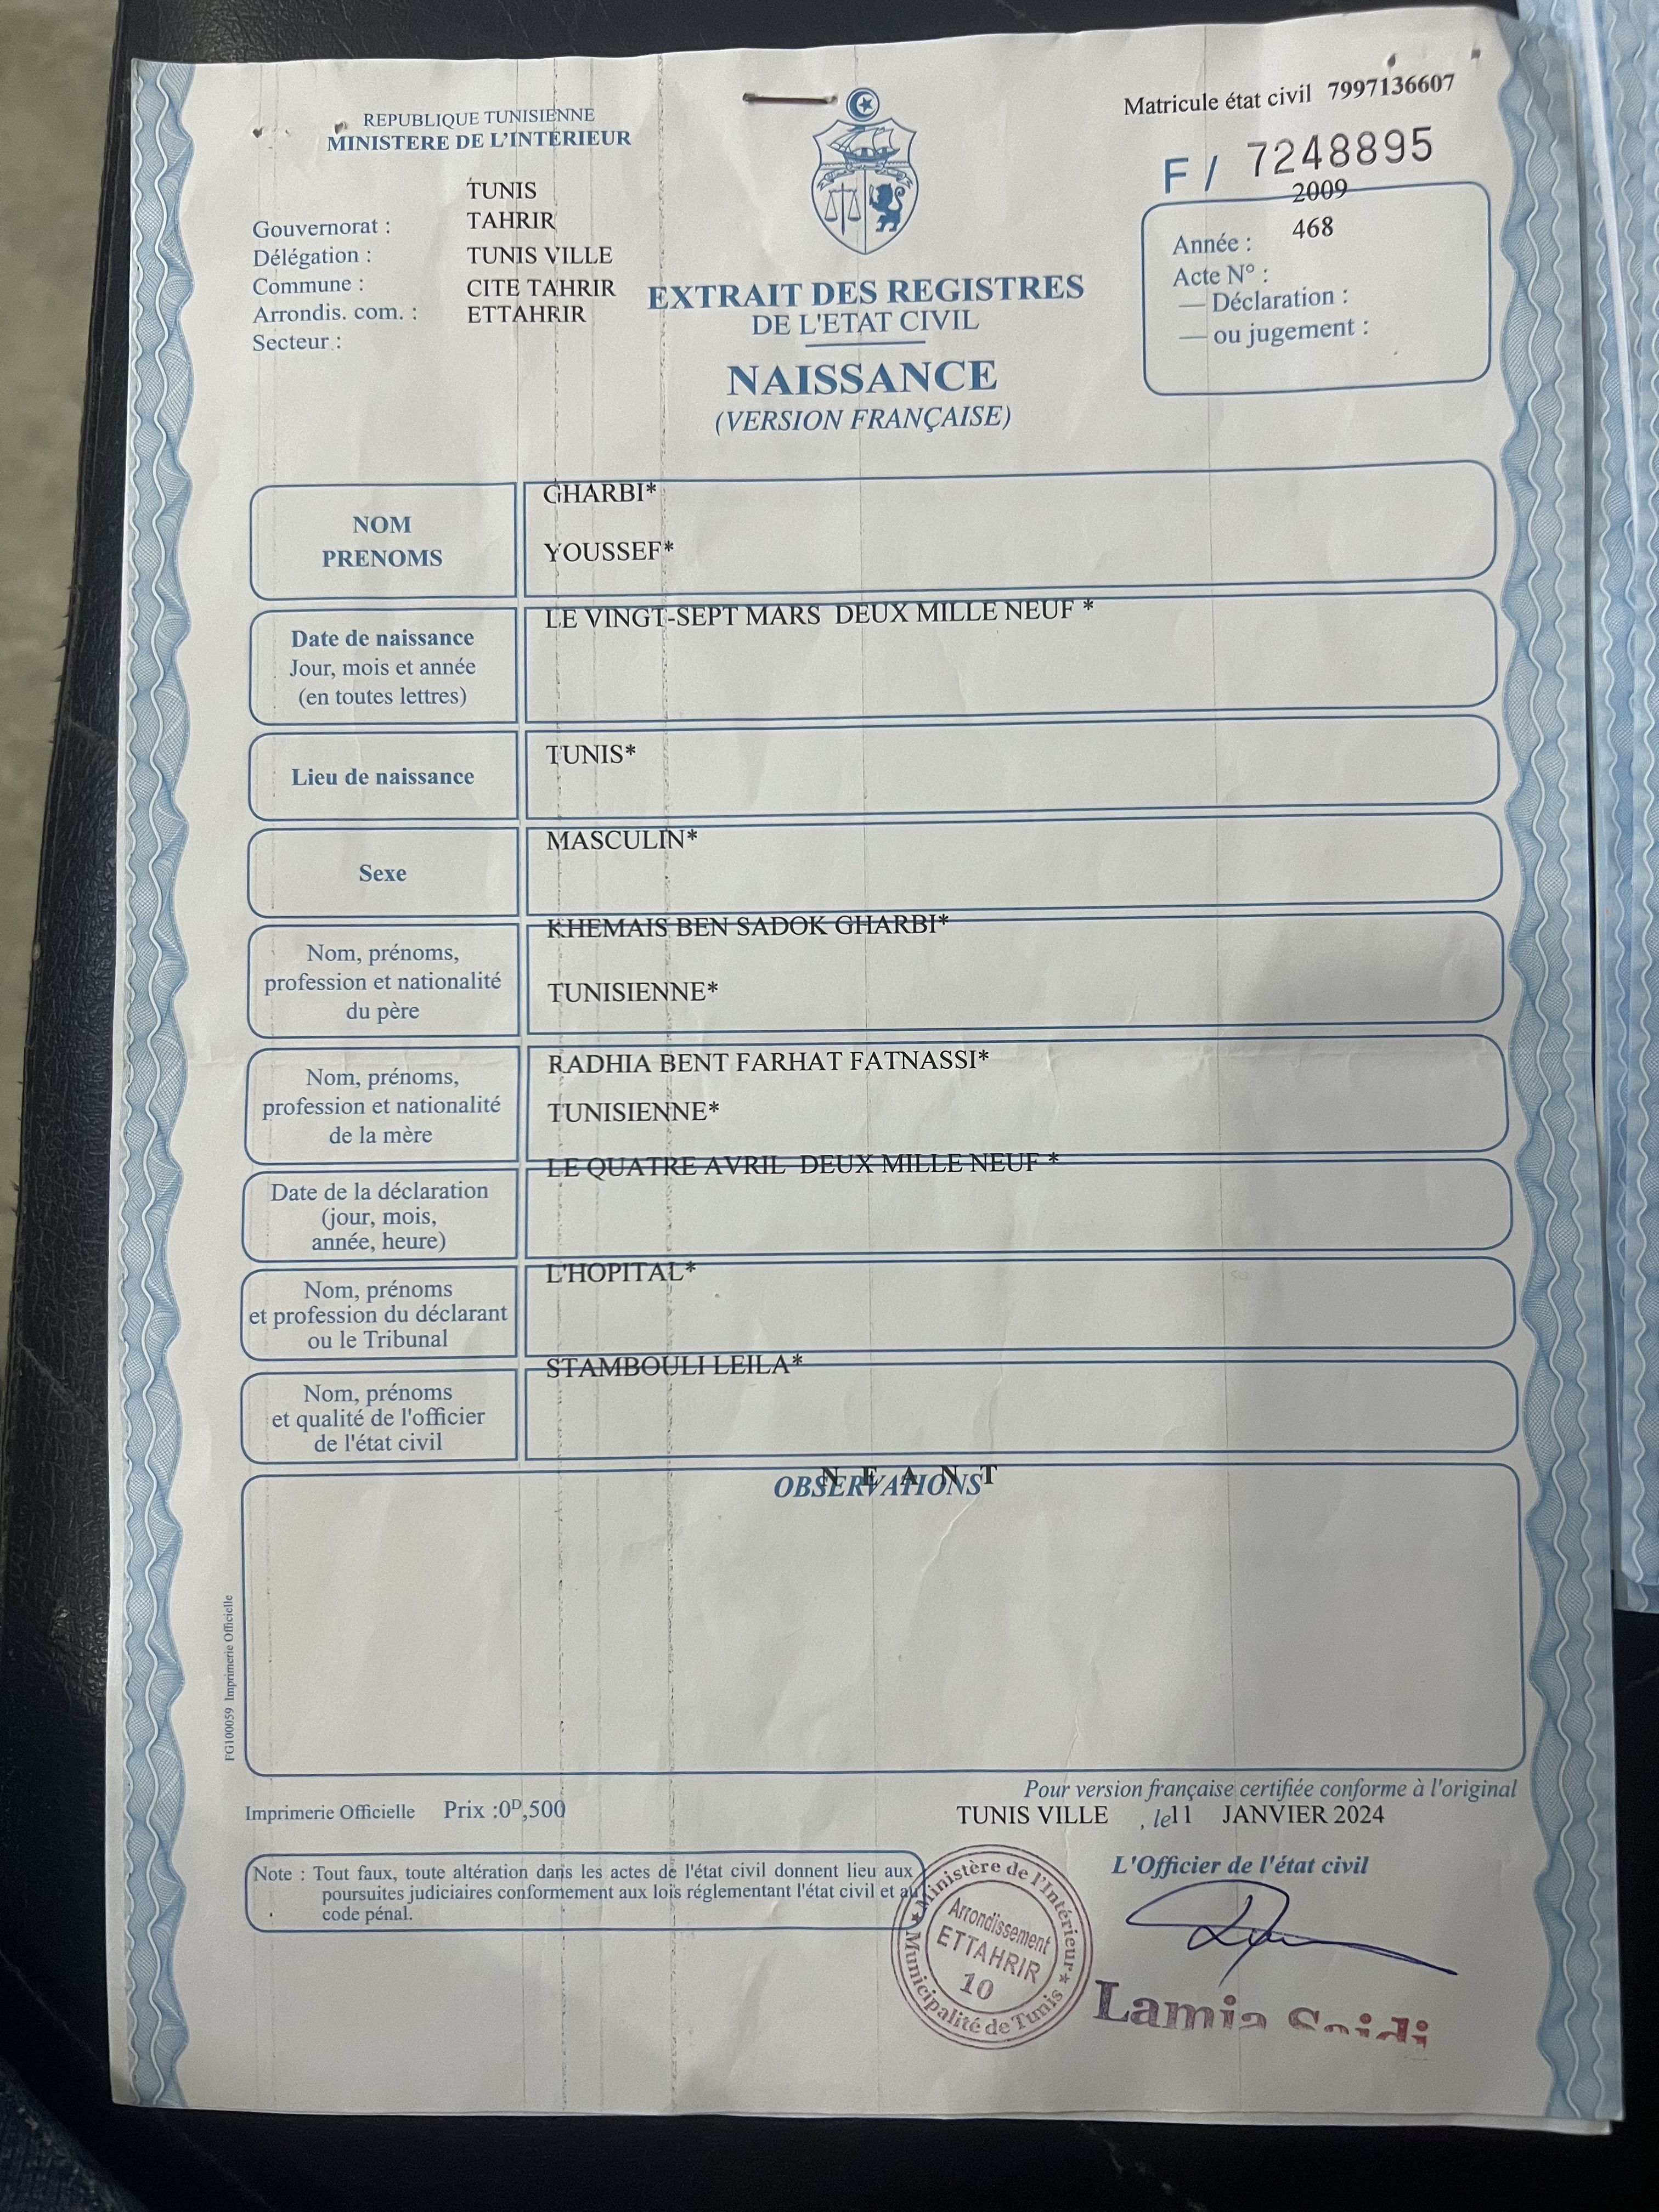 REPUBLIQUE TUNISIENNE
MINISTERE DE L'INTERIEUR
Matricule état civil 7997136607
F / 7248895
TUNIS
Gouvernorat :
TAHRIR
Délégation :
TUNIS VILLE
Commune :
CITE TAHRIR
Arrondis. com. :
ETTAHRIR
Secteur :
2009
Année :
468
Acte N° :
— Déclaration :
— ou jugement :
EXTRAIT DES REGISTRES
DE L'ETAT CIVIL
NAISSANCE
(VERSION FRANÇAISE)
NOM
PRENOMS
GHARBI*
YOUSSEF*
Date de naissance
Jour, mois et année
(en toutes lettres)
LE VINGT-SEPT MARS DEUX MILLE NEUF *
Lieu de naissance
TUNIS*
Sexe
MASCULIN*
Nom, prénoms,
profession et nationalité
du père
KHEMAIS BEN SADOK GHARBI*
TUNISIENNE*
Nom, prénoms,
profession et nationalité
de la mère
RADHIA BENT FARHAT FATNASSI*
TUNISIENNE*
Date de la déclaration
(jour, mois,
année, heure)
LE QUATRE AVRIL DEUX MILLE NEUF *
Nom, prénoms
et profession du déclarant
ou le Tribunal
L'HOPITAL*
Nom, prénoms
et qualité de l'officier
de l'état civil
STAMBOULI LEILA*
OBSERVATIONS
N E A N T
FG100059 Imprimerie Officielle
Imprimerie Officielle Prix :0D,500
Pour version française certifiée conforme à l'original
TUNIS VILLE , le 11 JANVIER 2024
L'Officier de l'état civil
Note : Tout faux, toute altération dans les actes de l'état civil donnent lieu aux
poursuites judiciaires conformement aux lois réglementant l'état civil et au
code pénal.
★ Ministère de l'Intérieur ★
Municipalité de Tunis
Arrondissement
ETTAHRIR
10
Lamia Saidi